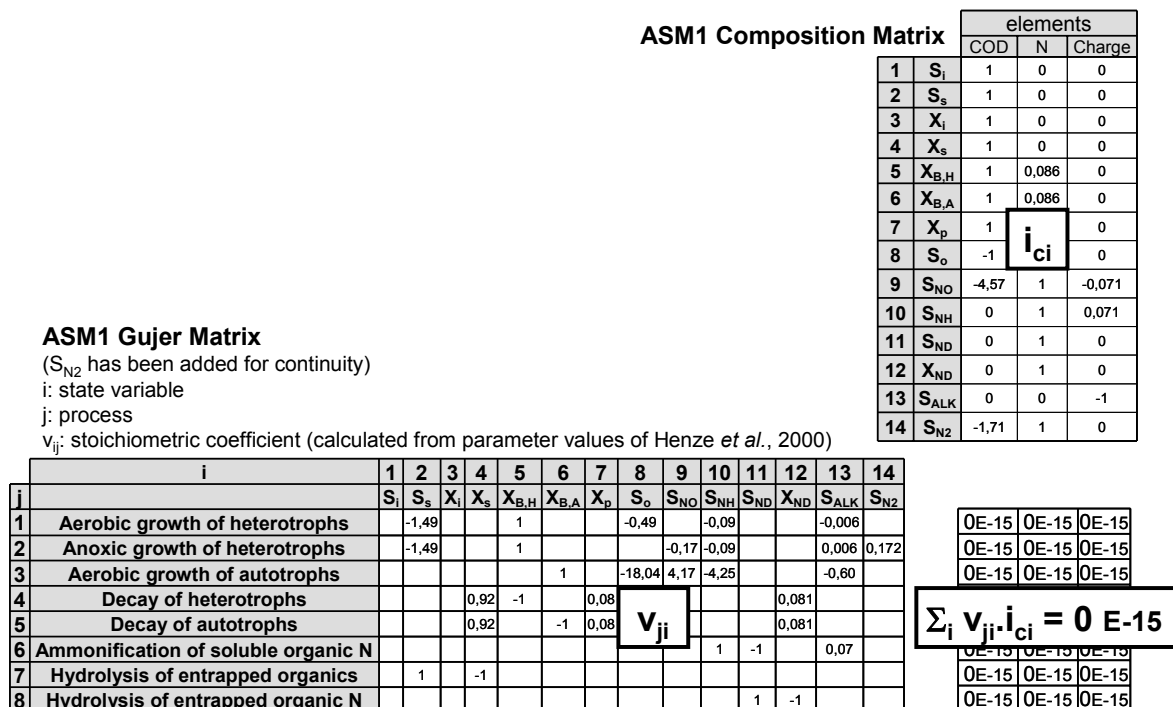 ASM1 Composition Matrix
elements
COD N Charge
1 Si 1 0 0
2 Ss 1 0 0
3 Xi 1 0 0
4 Xs 1 0 0
5 XB,H 1 0,086 0
6 XB,A 1 0,086 0
7 Xp 1 0
ici
8 So -1 0
9 SNO -4,57 1 -0,071
10 SNH 0 1 0,071
11 SND 0 1 0
12 XND 0 1 0
13 SALK 0 0 -1
14 SN2 -1,71 1 0
ASM1 Gujer Matrix
(SN2 has been added for continuity)
i: state variable
j: process
vij: stoichiometric coefficient (calculated from parameter values of Henze et al., 2000)
i 1 2 3 4 5 6 7 8 9 10 11 12 13 14
j Si Ss Xi Xs XB,H XB,A Xp So SNO SNH SND XND SALK SN2
1 Aerobic growth of heterotrophs -1,49 1 -0,49 -0,09 -0,006 0E-15 0E-15 0E-15
2 Anoxic growth of heterotrophs -1,49 1 -0,17 -0,09 0,006 0,172 0E-15 0E-15 0E-15
3 Aerobic growth of autotrophs 1 -18,04 4,17 -4,25 -0,60 0E-15 0E-15 0E-15
4 Decay of heterotrophs 0,92 -1 0,08 0,081
vji Σi vji.ici = 0 E-15
5 Decay of autotrophs 0,92 -1 0,08 0,081
6 Ammonification of soluble organic N 1 -1 0,07 0E-15 0E-15 0E-15
7 Hydrolysis of entrapped organics 1 -1 0E-15 0E-15 0E-15
8 Hydrolysis of entrapped organic N 1 -1 0E-15 0E-15 0E-15